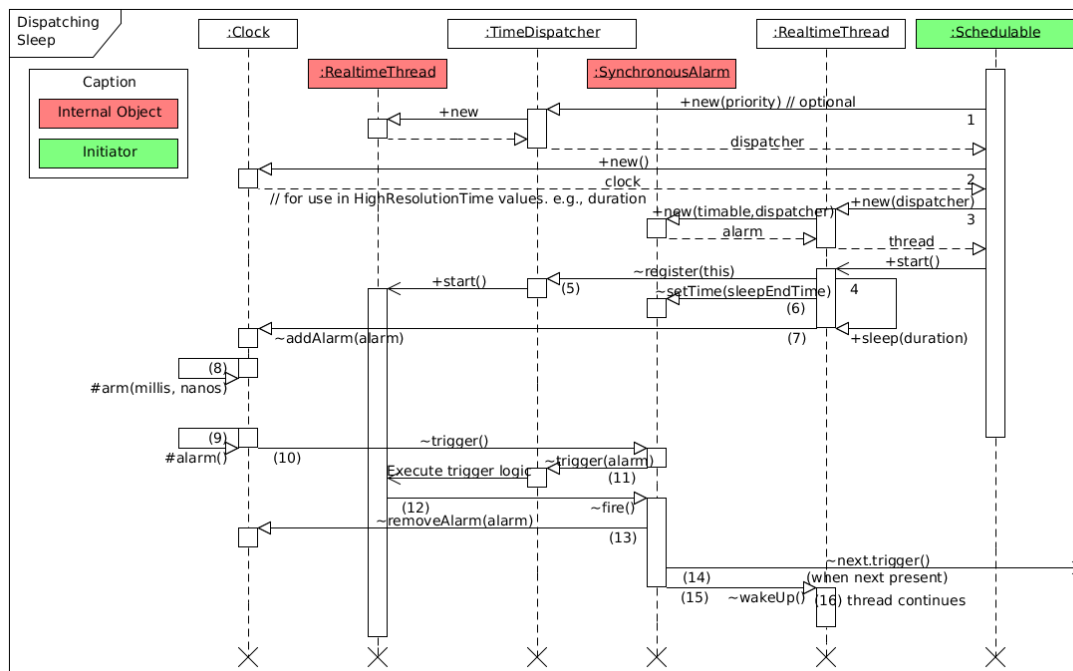 Dispatching
Sleep
:Clock
:TimeDispatcher
:RealtimeThread
:Schedulable
Caption
Internal Object
Initiator
:RealtimeThread
:SynchronousAlarm
+new(priority) // optional
1
+new
dispatcher
+new()
2
clock
// for use in HighResolutionTime values. e.g., duration
+new(dispatcher)
3
+new(timable,dispatcher)
alarm
thread
+start()
~register(this)
4
+start()
(5)
~setTime(sleepEndTime)
(6)
~addAlarm(alarm)
(7)
+sleep(duration)
(8)
#arm(millis, nanos)
(9)
~trigger()
#alarm()
(10)
~trigger(alarm)
Execute trigger logic
(11)
(12)
~fire()
~removeAlarm(alarm)
(13)
~next.trigger()
(14)
(when next present)
(15)
~wakeUp()
(16) thread continues